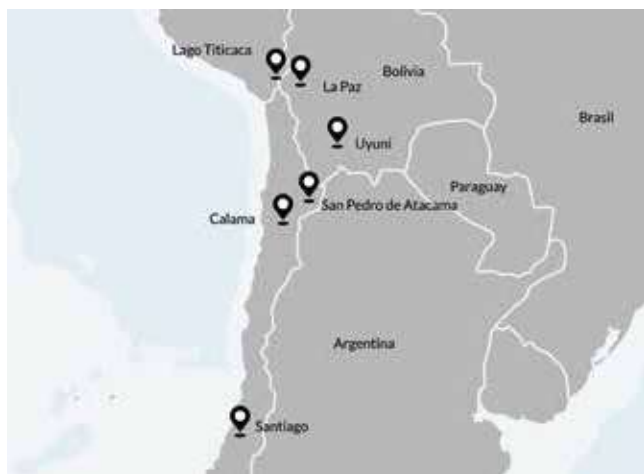 Lago Titicaca
Bolivia
La Paz
Brasil
Uyuni
Paraguay
San Pedro de Atacama
Calama
Argentina
Santiago